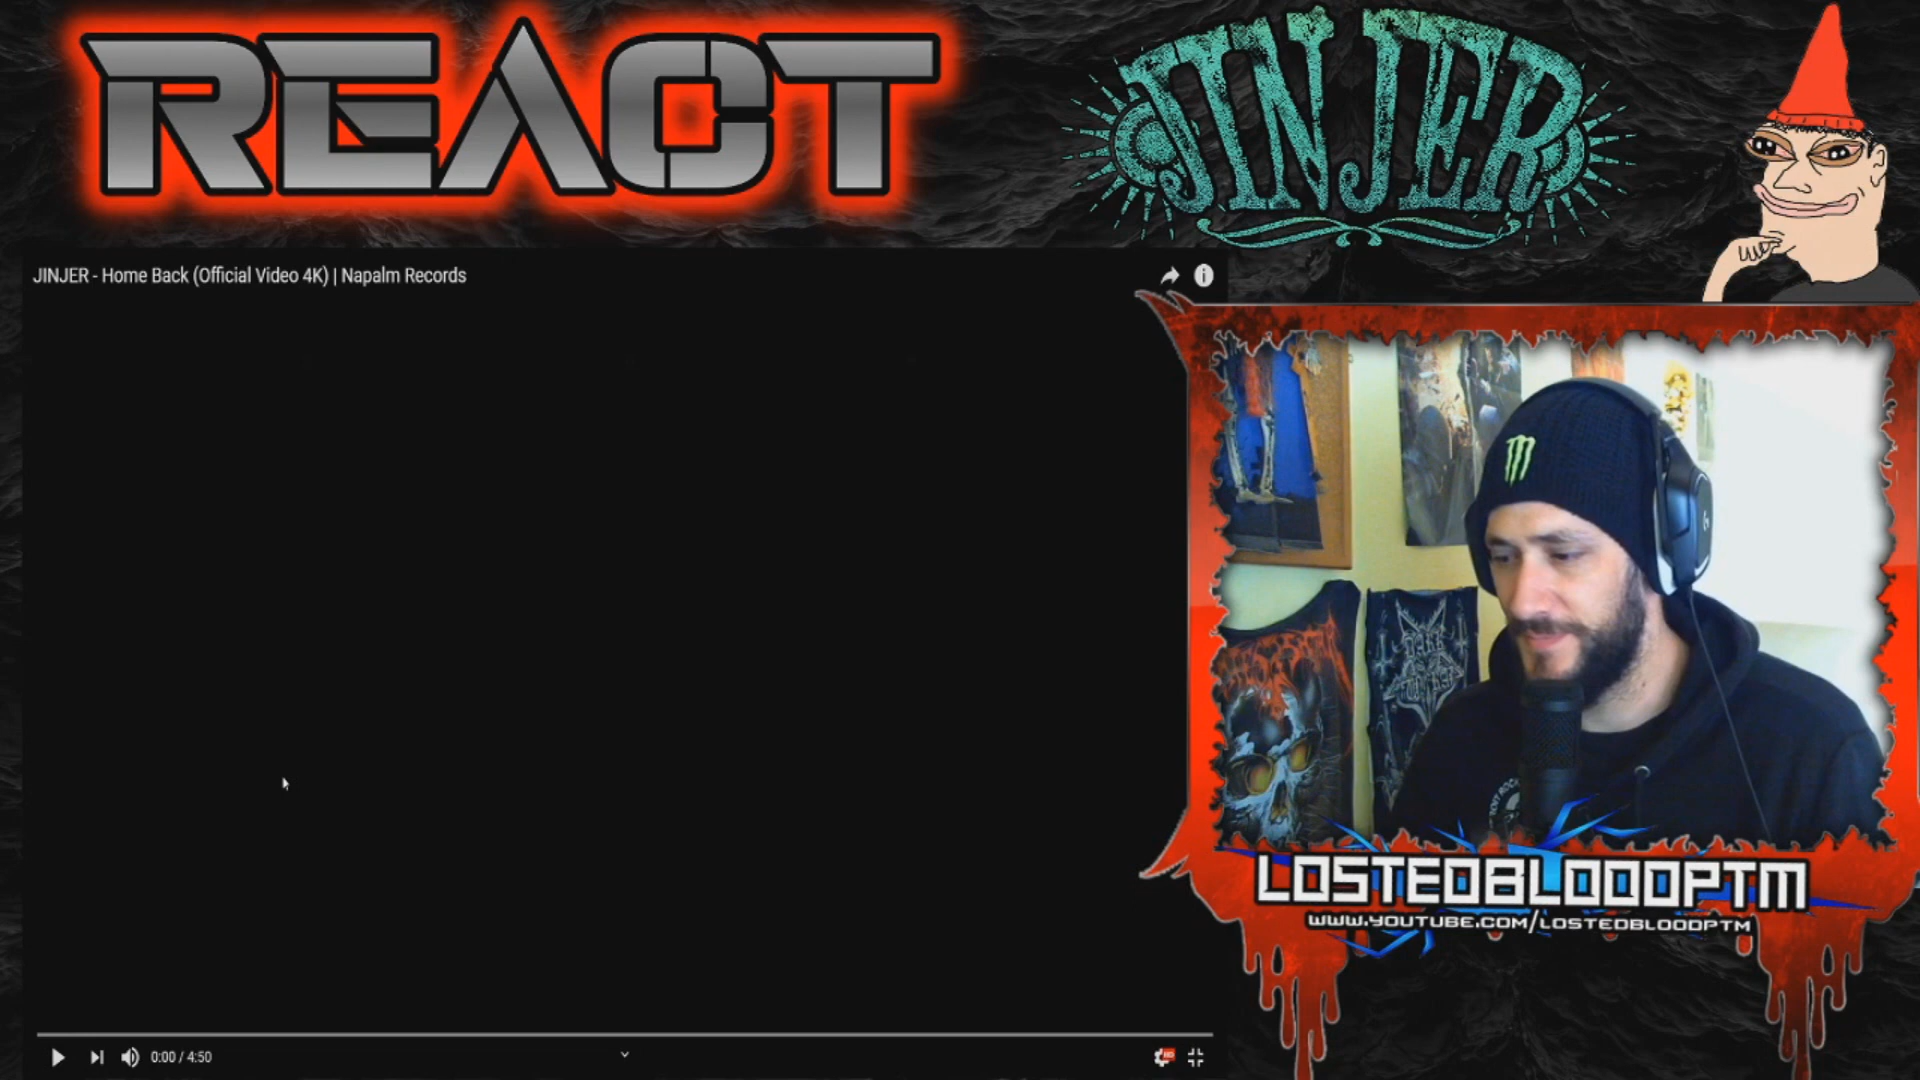 REACT
JINJER
JINJER - Home Back (Official Video 4K) | Napalm Records
HD
0:00 / 4:50
LOSTEDBLOODPTM
WWW.YOUTUBE.COM/LOSTEDBLOODPTM